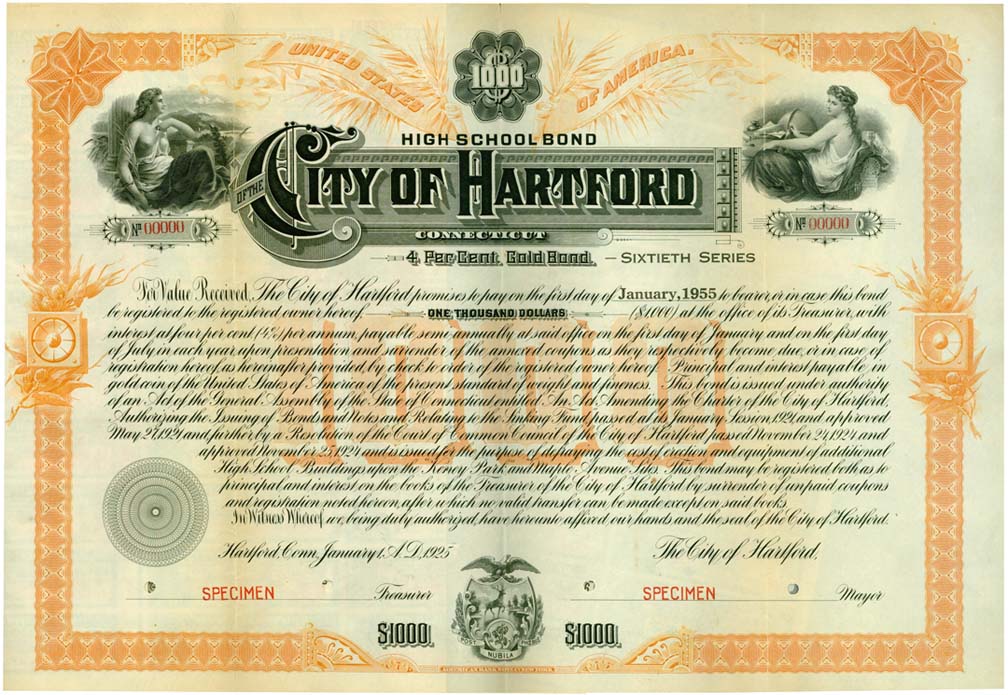 UNITED STATES OF AMERICA.
$1000
HIGH SCHOOL BOND
OF THE CITY OF HARTFORD
CONNECTICUT
4 Per Cent. Gold Bond. — SIXTIETH SERIES
No 00000
No 00000
For Value Received, The City of Hartford promises to pay on the first day of January, 1955 to bearer, or in case this bond
be registered to the registered owner hereof, ONE THOUSAND DOLLARS ($1000) at the office of its Treasurer, with
interest at four per cent (4%) per annum, payable semi-annually at said office on the first day of January and on the first day
of July in each year, upon presentation and surrender of the annexed coupons as they respectively become due, or in case of
registration hereof, as hereinafter provided, by check to order of the registered owner hereof. Principal and interest payable in
gold coin of the United States of America of the present standard of weight and fineness. This bond is issued under authority
of an Act of the General Assembly of the State of Connecticut entitled "An Act Amending the Charter of the City of Hartford,
Authorizing the Issuing of Bonds and Notes and Relating to the Sinking Fund", passed at its January Session, 1921, and approved
May 27, 1921 and further by a Resolution of the Court of Common Council of the City of Hartford passed November 24, 1924 and
approved November 25, 1924 and is issued for the purpose of defraying the cost of erection and equipment of additional
High School Buildings upon the Keney Park and Maple Avenue Sites. This bond may be registered both as to
principal and interest on the books of the Treasurer of the City of Hartford by surrender of unpaid coupons
and registration noted hereon, after which no valid transfer can be made except on said books.
In Witness Whereof, we, being duly authorized, have hereunto affixed our hands and the seal of the City of Hartford.
Hartford, Conn., January 1, A.D., 1925
The City of Hartford,
SPECIMEN Treasurer
SPECIMEN Mayor
$1000.
$1000.
NUBILA
1000
AMERICAN BANK NOTE CO. NEW YORK.